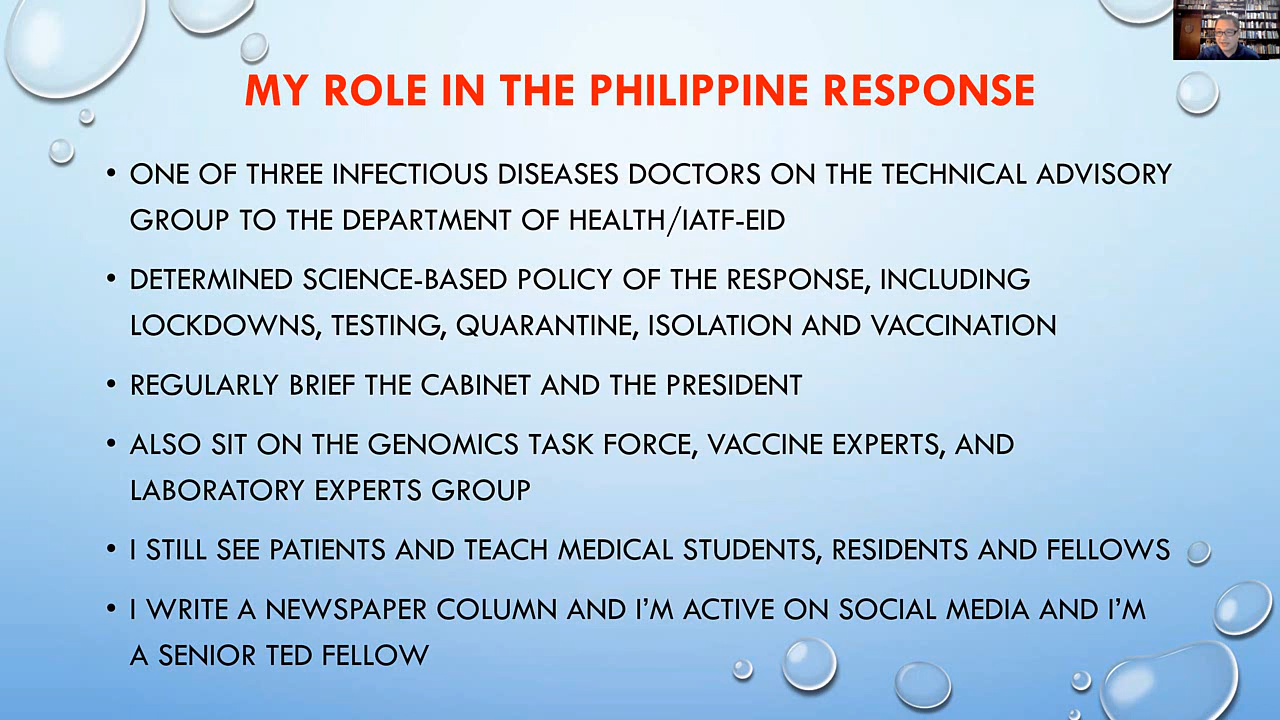 MY ROLE IN THE PHILIPPINE RESPONSE
• ONE OF THREE INFECTIOUS DISEASES DOCTORS ON THE TECHNICAL ADVISORY
GROUP TO THE DEPARTMENT OF HEALTH/IATF-EID
• DETERMINED SCIENCE-BASED POLICY OF THE RESPONSE, INCLUDING
LOCKDOWNS, TESTING, QUARANTINE, ISOLATION AND VACCINATION
• REGULARLY BRIEF THE CABINET AND THE PRESIDENT
• ALSO SIT ON THE GENOMICS TASK FORCE, VACCINE EXPERTS, AND
LABORATORY EXPERTS GROUP
• I STILL SEE PATIENTS AND TEACH MEDICAL STUDENTS, RESIDENTS AND FELLOWS
• I WRITE A NEWSPAPER COLUMN AND I’M ACTIVE ON SOCIAL MEDIA AND I’M
A SENIOR TED FELLOW